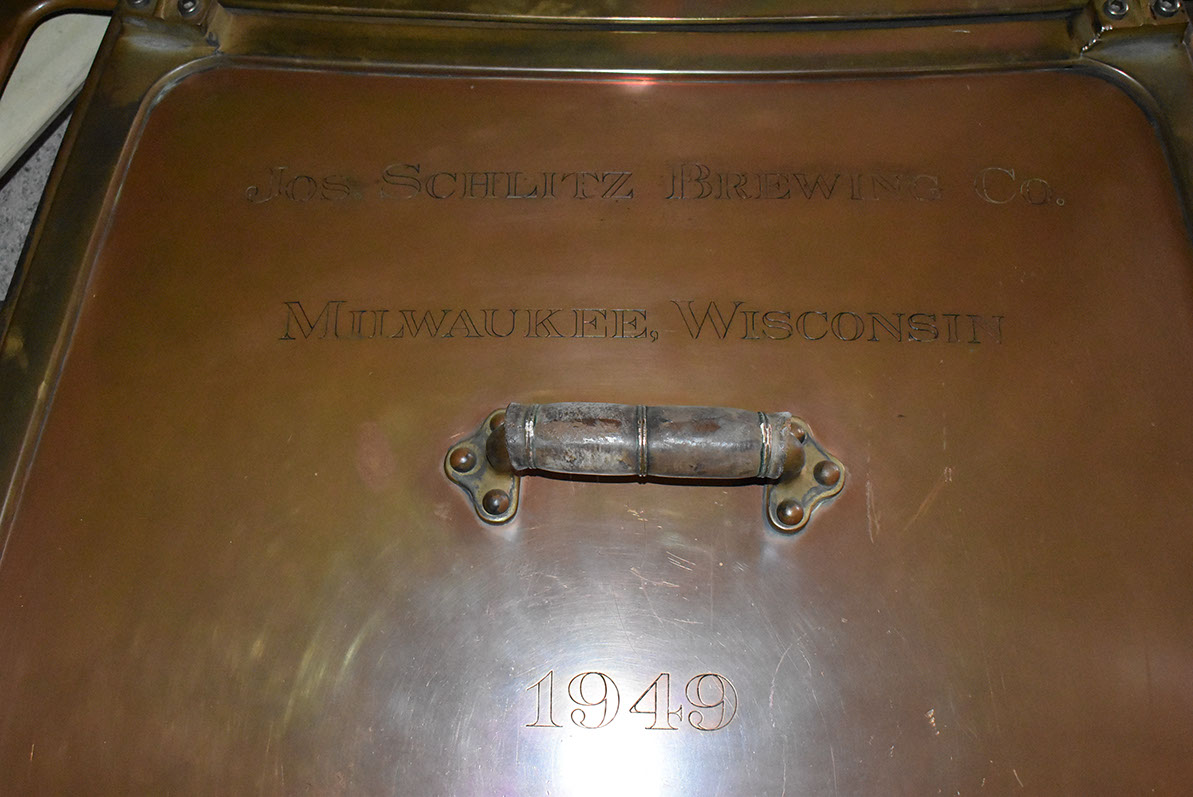 Jos. Schlitz Brewing Co.
Milwaukee, Wisconsin
1949